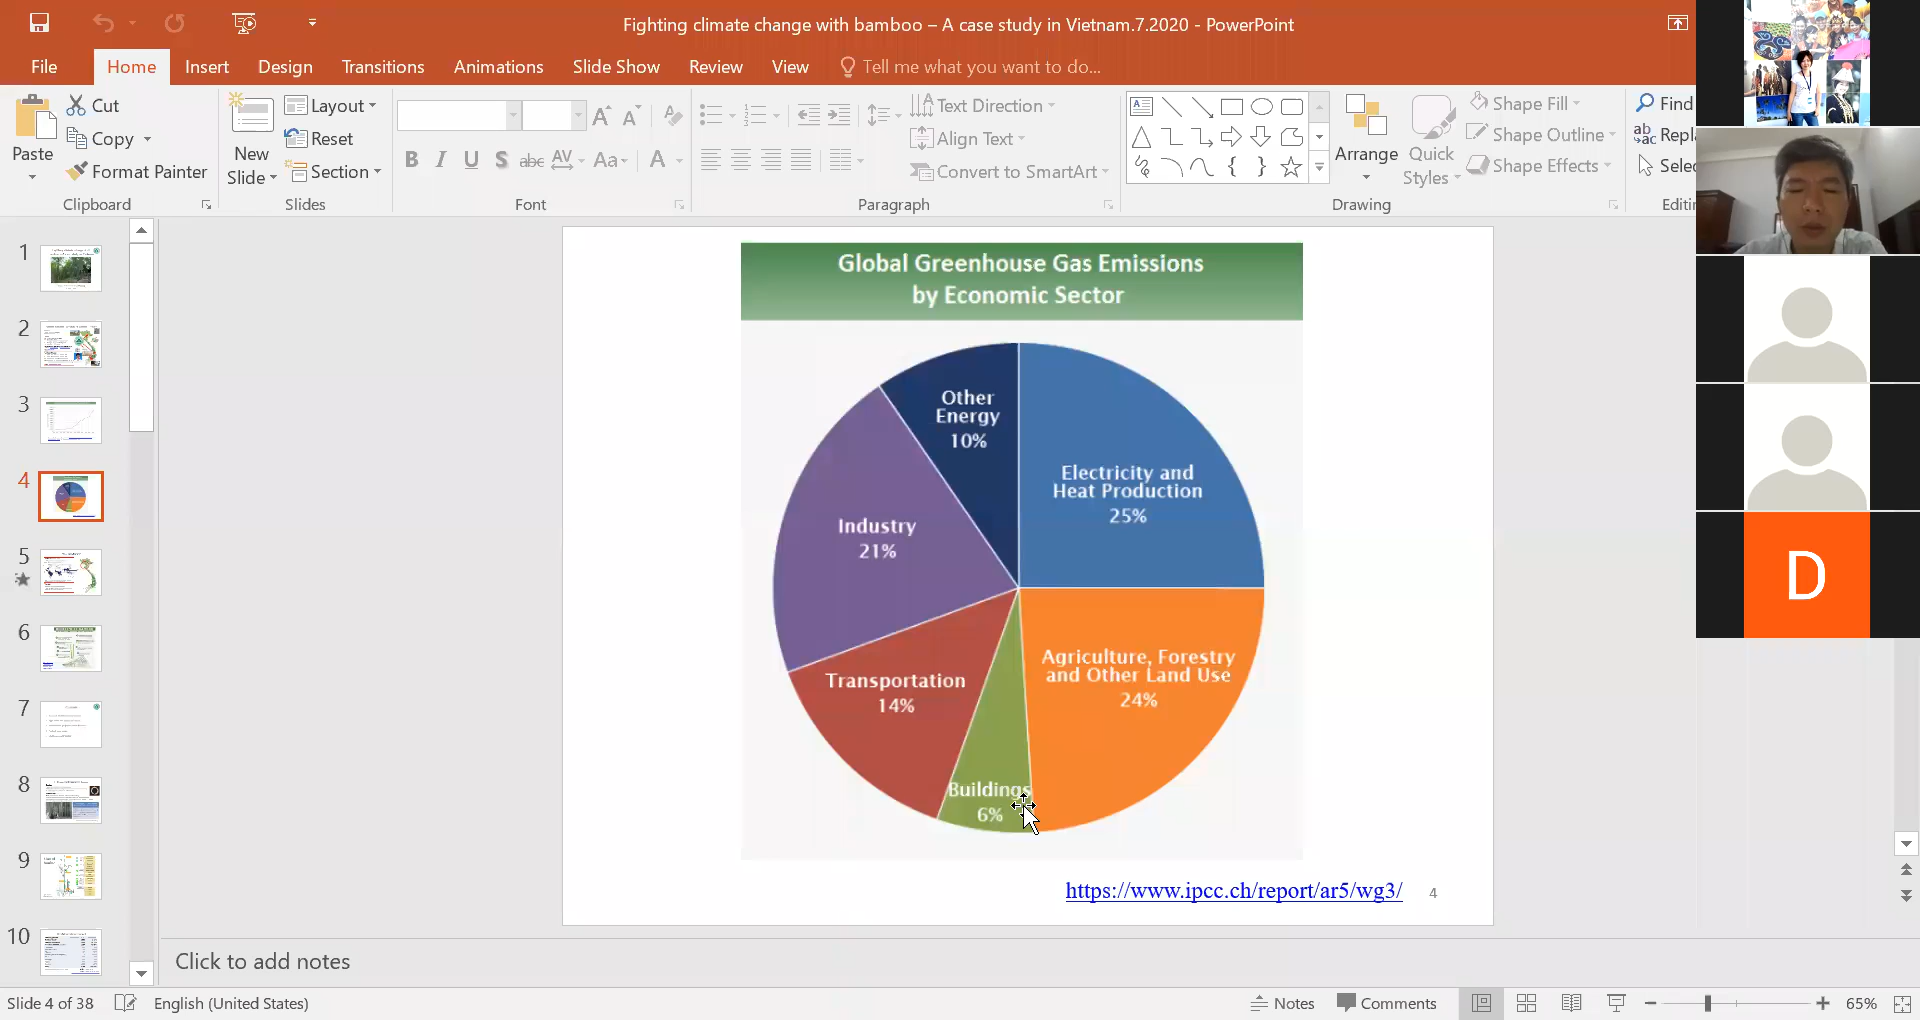 Fighting climate change with bamboo – A case study in Vietnam.7.2020 - PowerPoint
File
Home
Insert
Design
Transitions
Animations
Slide Show
Review
View
Tell me what you want to do...
Paste
Cut
Copy
Format Painter
Clipboard
New
Slide
Layout
Reset
Section
Slides
Font
Text Direction
Align Text
Convert to SmartArt
Paragraph
Arrange
Quick
Styles
Shape Fill
Shape Outline
Shape Effects
Drawing
Find
1
2
3
4
5
6
7
8
9
10
Global Greenhouse Gas Emissions
by Economic Sector
Other
Energy
10%
Electricity and
Heat Production
25%
Industry
21%
Agriculture, Forestry
and Other Land Use
24%
Transportation
14%
Buildings
6%
https://www.ipcc.ch/report/ar5/wg3/
4
D
Click to add notes
Slide 4 of 38
English (United States)
Notes
Comments
65%